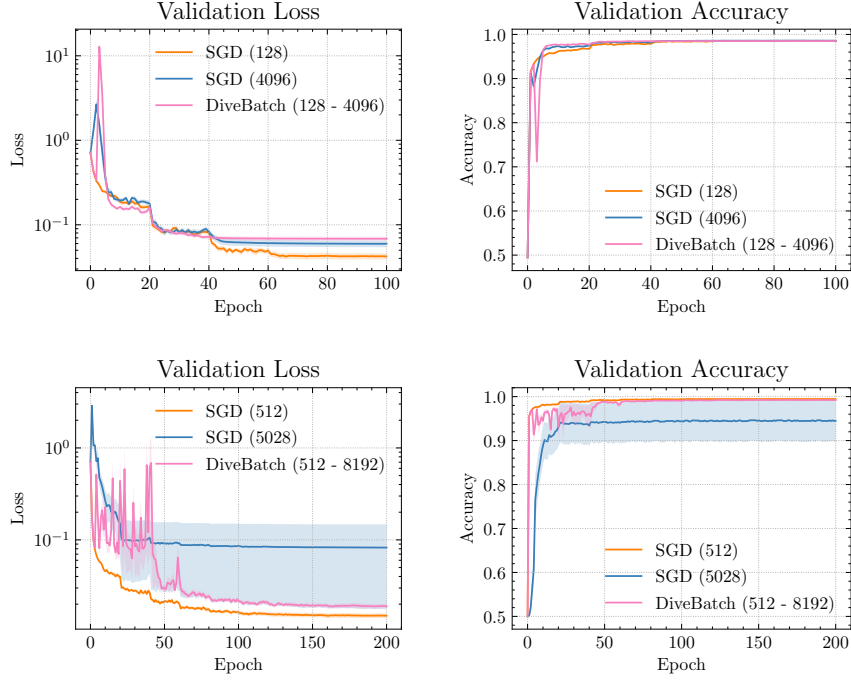 Validation Loss
Loss
10^1
10^0
10^-1
SGD (128)
SGD (4096)
DiveBatch (128 - 4096)
0 20 40 60 80 100
Epoch
Validation Accuracy
Accuracy
1.0
0.9
0.8
0.7
0.6
0.5
SGD (128)
SGD (4096)
DiveBatch (128 - 4096)
0 20 40 60 80 100
Epoch
Validation Loss
Loss
10^0
10^-1
SGD (512)
SGD (5028)
DiveBatch (512 - 8192)
0 50 100 150 200
Epoch
Validation Accuracy
Accuracy
1.0
0.9
0.8
0.7
0.6
0.5
SGD (512)
SGD (5028)
DiveBatch (512 - 8192)
0 50 100 150 200
Epoch